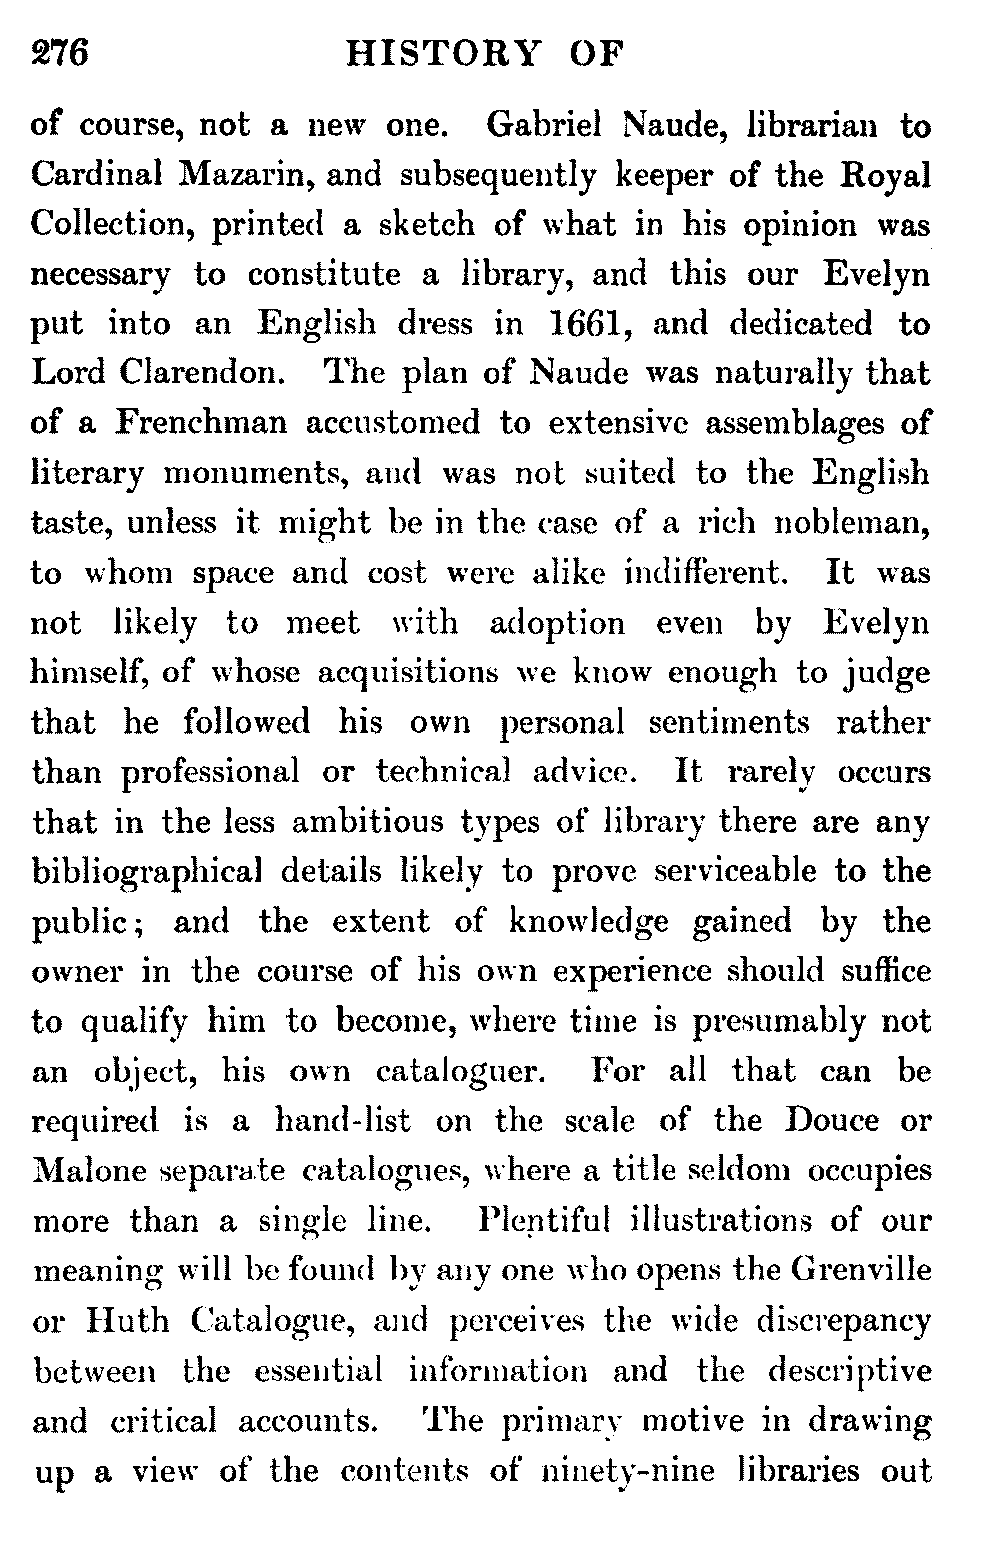 276 HISTORY OF
of course, not a new one. Gabriel Naude, librarian to
Cardinal Mazarin, and subsequently keeper of the Royal
Collection, printed a sketch of what in his opinion was
necessary to constitute a library, and this our Evelyn
put into an English dress in 1661, and dedicated to
Lord Clarendon. The plan of Naude was naturally that
of a Frenchman accustomed to extensive assemblages of
literary monuments, and was not suited to the English
taste, unless it might be in the case of a rich nobleman,
to whom space and cost were alike indifferent. It was
not likely to meet with adoption even by Evelyn
himself, of whose acquisitions we know enough to judge
that he followed his own personal sentiments rather
than professional or technical advice. It rarely occurs
that in the less ambitious types of library there are any
bibliographical details likely to prove serviceable to the
public; and the extent of knowledge gained by the
owner in the course of his own experience should suffice
to qualify him to become, where time is presumably not
an object, his own cataloguer. For all that can be
required is a hand-list on the scale of the Douce or
Malone separate catalogues, where a title seldom occupies
more than a single line. Plentiful illustrations of our
meaning will be found by any one who opens the Grenville
or Huth Catalogue, and perceives the wide discrepancy
between the essential information and the descriptive
and critical accounts. The primary motive in drawing
up a view of the contents of ninety-nine libraries out